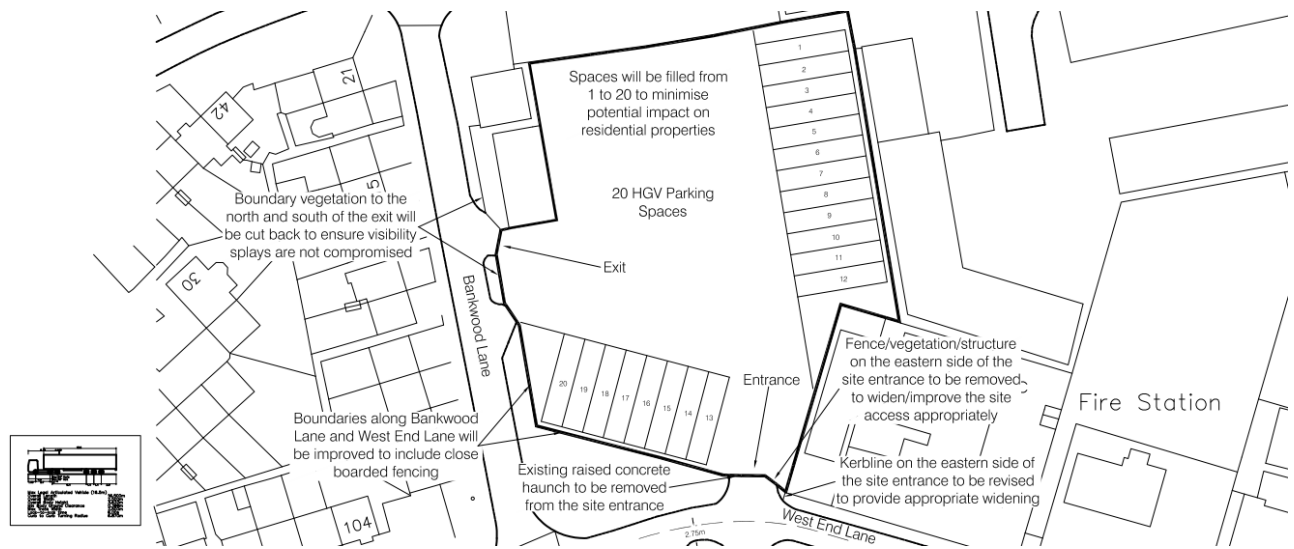 Spaces will be filled from
1 to 20 to minimise
potential impact on
residential properties
20 HGV Parking
Spaces
1
2
3
4
5
6
7
8
9
10
11
12
42
21
5
Boundary vegetation to the
north and south of the exit will
be cut back to ensure visibility
splays are not compromised
Exit
30
Bankwood Lane
20
19
18
17
16
15
14
13
Entrance
Fence/vegetation/structure
on the eastern side of the
site entrance to be removed
to widen/improve the site
access appropriately
Fire Station
Boundaries along Bankwood
Lane and West End Lane will
be improved to include close
boarded fencing
Existing raised concrete
haunch to be removed
from the site entrance
Kerbline on the eastern side of
the site entrance to be revised
to provide appropriate widening
104
2.75m
West End Lane